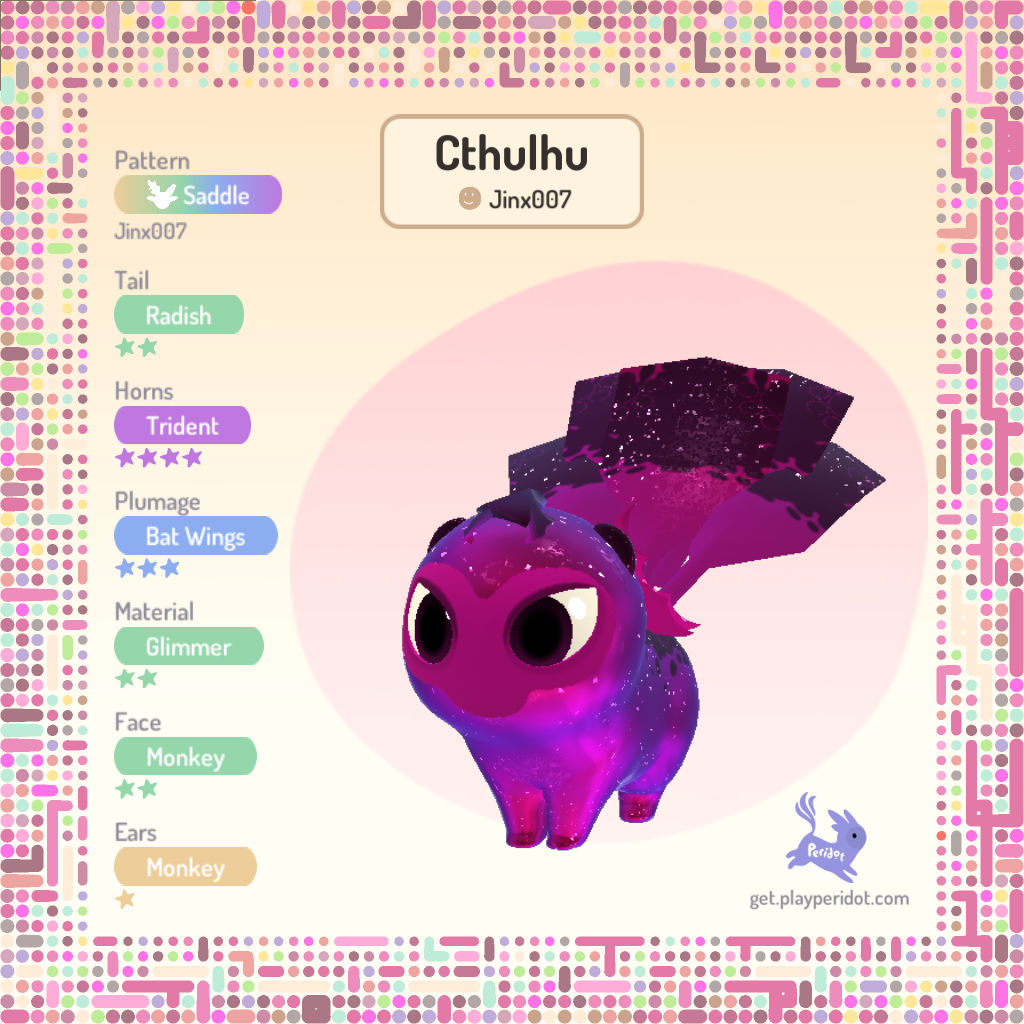 Cthulhu
Jinx007
Pattern
Saddle
Jinx007
Tail
Radish
Horns
Trident
Plumage
Bat Wings
Material
Glimmer
Face
Monkey
Ears
Monkey
Peridot
get.playperidot.com